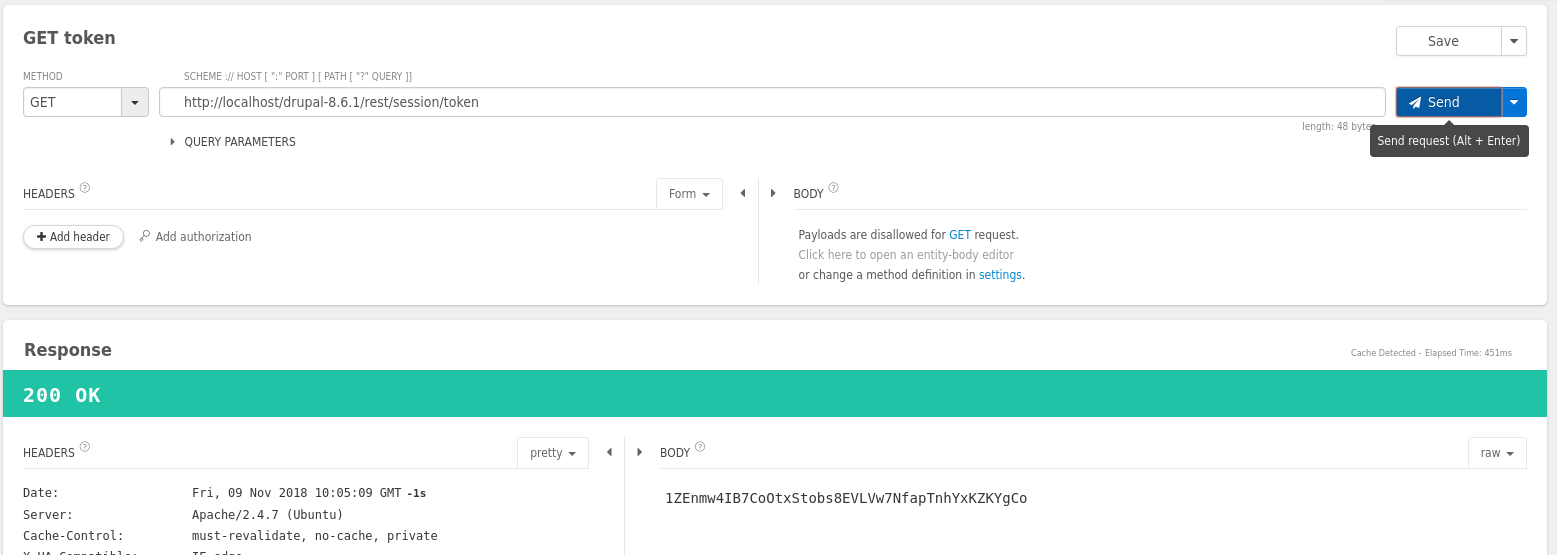 GET token
Save
METHOD
SCHEME :// HOST [ ":" PORT ] [ PATH [ "?" QUERY ]]
GET
http://localhost/drupal-8.6.1/rest/session/token
Send
length: 48 bytes
Send request (Alt + Enter)
QUERY PARAMETERS
HEADERS ?
Form
BODY ?
Add header
Add authorization
Payloads are disallowed for GET request.
Click here to open an entity-body editor
or change a method definition in settings.
Response
Cache Detected - Elapsed Time: 451ms
200 OK
HEADERS ?
pretty
BODY ?
raw
Date: Fri, 09 Nov 2018 10:05:09 GMT -1s
Server: Apache/2.4.7 (Ubuntu)
Cache-Control: must-revalidate, no-cache, private
1ZEnmw4IB7CoOtxStobs8EVLVw7NfapTnhYxKZKYgCo